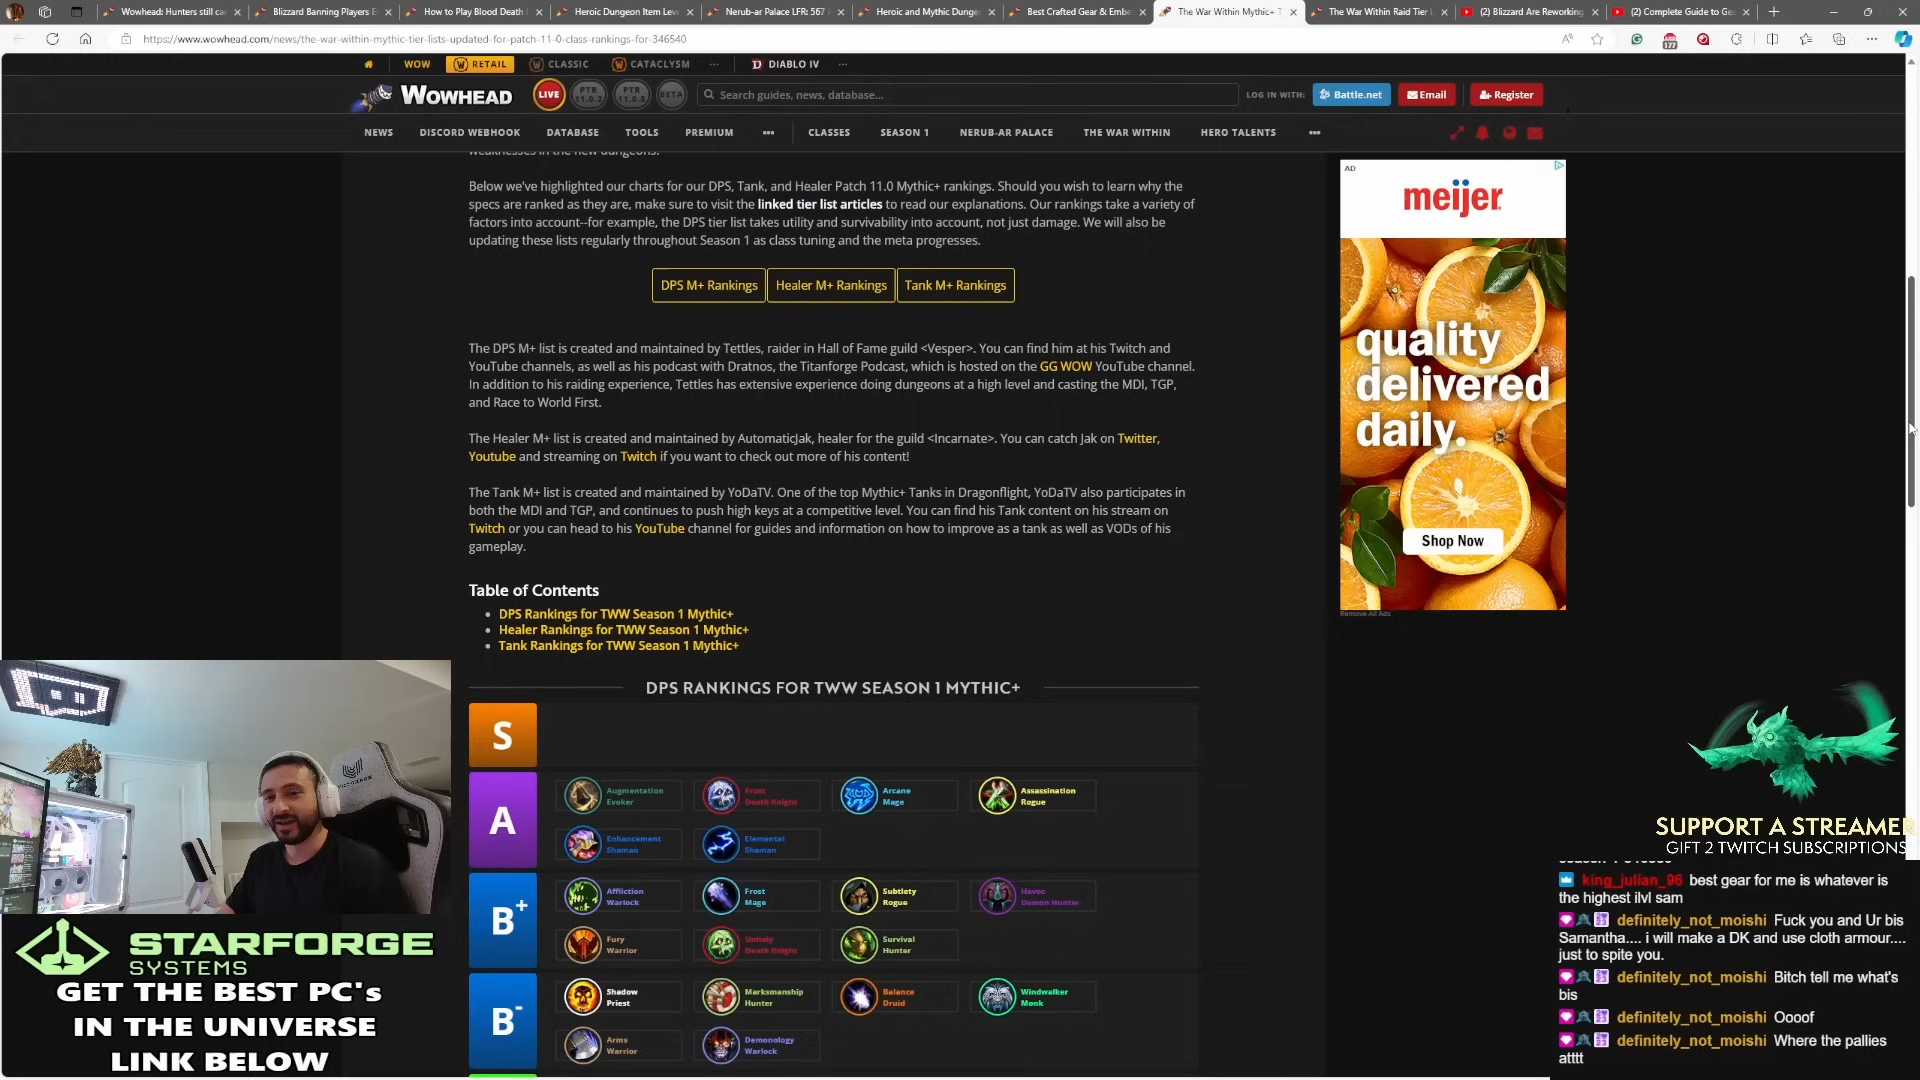 Wowhead: Hunters still ca
Blizzard Banning Players E
How to Play Blood Death
Heroic Dungeon Item Leve
Nerub-ar Palace LFR: 567 i
Heroic and Mythic Dunge
Best Crafted Gear & Embe
The War Within Mythic+ T
The War Within Raid Tier L
(2) Blizzard Are Reworking
(2) Complete Guide to Ge
https://www.wowhead.com/news/the-war-within-mythic-tier-lists-updated-for-patch-11-0-class-rankings-for-346540
177
WOW RETAIL CLASSIC CATACLYSM ... DIABLO IV ...
WOWHEAD
LIVE
PTR 11.0.2
PTR 11.0.5
BETA
Search guides, news, database...
LOG IN WITH: Battle.net Email Register
NEWS DISCORD WEBHOOK DATABASE TOOLS PREMIUM ... CLASSES SEASON 1 NERUB-AR PALACE THE WAR WITHIN HERO TALENTS ...
weaknesses in the new dungeons.
Below we've highlighted our charts for our DPS, Tank, and Healer Patch 11.0 Mythic+ rankings. Should you wish to learn why the
specs are ranked as they are, make sure to visit the linked tier list articles to read our explanations. Our rankings take a variety of
factors into account--for example, the DPS tier list takes utility and survivability into account, not just damage. We will also be
updating these lists regularly throughout Season 1 as class tuning and the meta progresses.
DPS M+ Rankings Healer M+ Rankings Tank M+ Rankings
The DPS M+ list is created and maintained by Tettles, raider in Hall of Fame guild <Vesper>. You can find him at his Twitch and
YouTube channels, as well as his podcast with Dratnos, the Titanforge Podcast, which is hosted on the GG WOW YouTube channel.
In addition to his raiding experience, Tettles has extensive experience doing dungeons at a high level and casting the MDI, TGP,
and Race to World First.
The Healer M+ list is created and maintained by AutomaticJak, healer for the guild <Incarnate>. You can catch Jak on Twitter,
Youtube and streaming on Twitch if you want to check out more of his content!
The Tank M+ list is created and maintained by YoDaTV. One of the top Mythic+ Tanks in Dragonflight, YoDaTV also participates in
both the MDI and TGP, and continues to push high keys at a competitive level. You can find his Tank content on his stream on
Twitch or you can head to his YouTube channel for guides and information on how to improve as a tank as well as VODs of his
gameplay.
Table of Contents
DPS Rankings for TWW Season 1 Mythic+
Healer Rankings for TWW Season 1 Mythic+
Tank Rankings for TWW Season 1 Mythic+
DPS RANKINGS FOR TWW SEASON 1 MYTHIC+
S
A
Augmentation Evoker
Frost Death Knight
Arcane Mage
Assassination Rogue
Enhancement Shaman
Elemental Shaman
B+
Affliction Warlock
Frost Mage
Subtlety Rogue
Havoc Demon Hunter
Fury Warrior
Unholy Death Knight
Survival Hunter
B-
Shadow Priest
Marksmanship Hunter
Balance Druid
Windwalker Monk
Arms Warrior
Demonology Warlock
AD
meijer
quality
delivered
daily.
Shop Now
Remove All Ads
STARFORGE
SYSTEMS
GET THE BEST PC's
IN THE UNIVERSE
LINK BELOW
SUPPORT A STREAMER
GIFT 2 TWITCH SUBSCRIPTIONS
king_julian_96 best gear for me is whatever is
the highest ilvl sam
definitely_not_moishi Fuck you and Ur bis
Samantha.... i will make a DK and use cloth armour....
just to spite you.
definitely_not_moishi Bitch tell me what's
bis
definitely_not_moishi Oooof
definitely_not_moishi Where the pallies
atttt